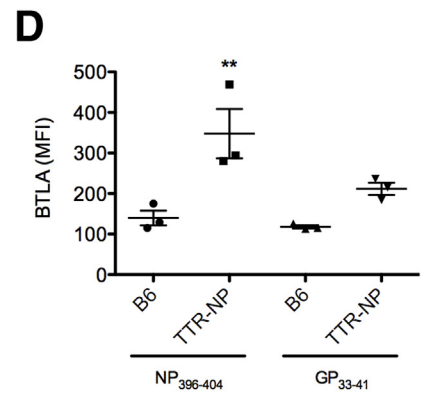 D
**
500
400
300
200
100
0
BTLA (MFI)
B6
TTR-NP
B6
TTR-NP
NP396-404
GP33-41